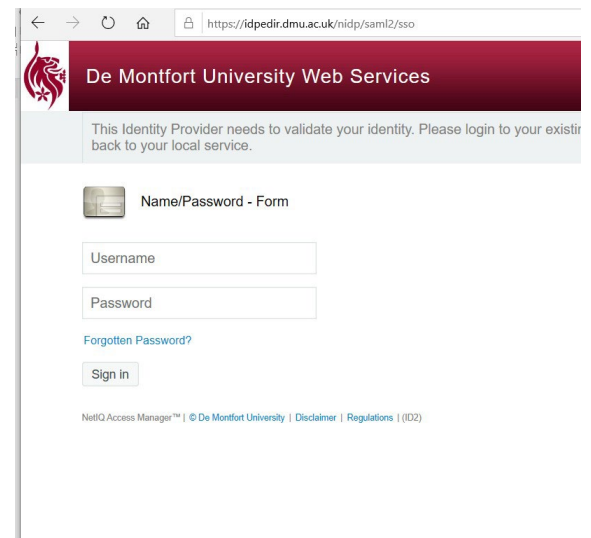 https://idpedir.dmu.ac.uk/nidp/saml2/sso
De Montfort University Web Services
This Identity Provider needs to validate your identity. Please login to your
back to your local service.
Name/Password - Form
Username
Password
Forgotten Password?
Sign in
NetIQ Access Manager™ | © De Montfort University | Disclaimer | Regulations | (ID2)